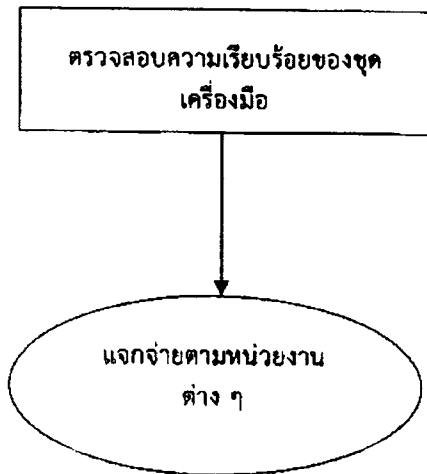 ตรวจสอบความเรียบร้อยของชุด
เครื่องมือ
แจกจ่ายตามหน่วยงาน
ต่าง ๆ